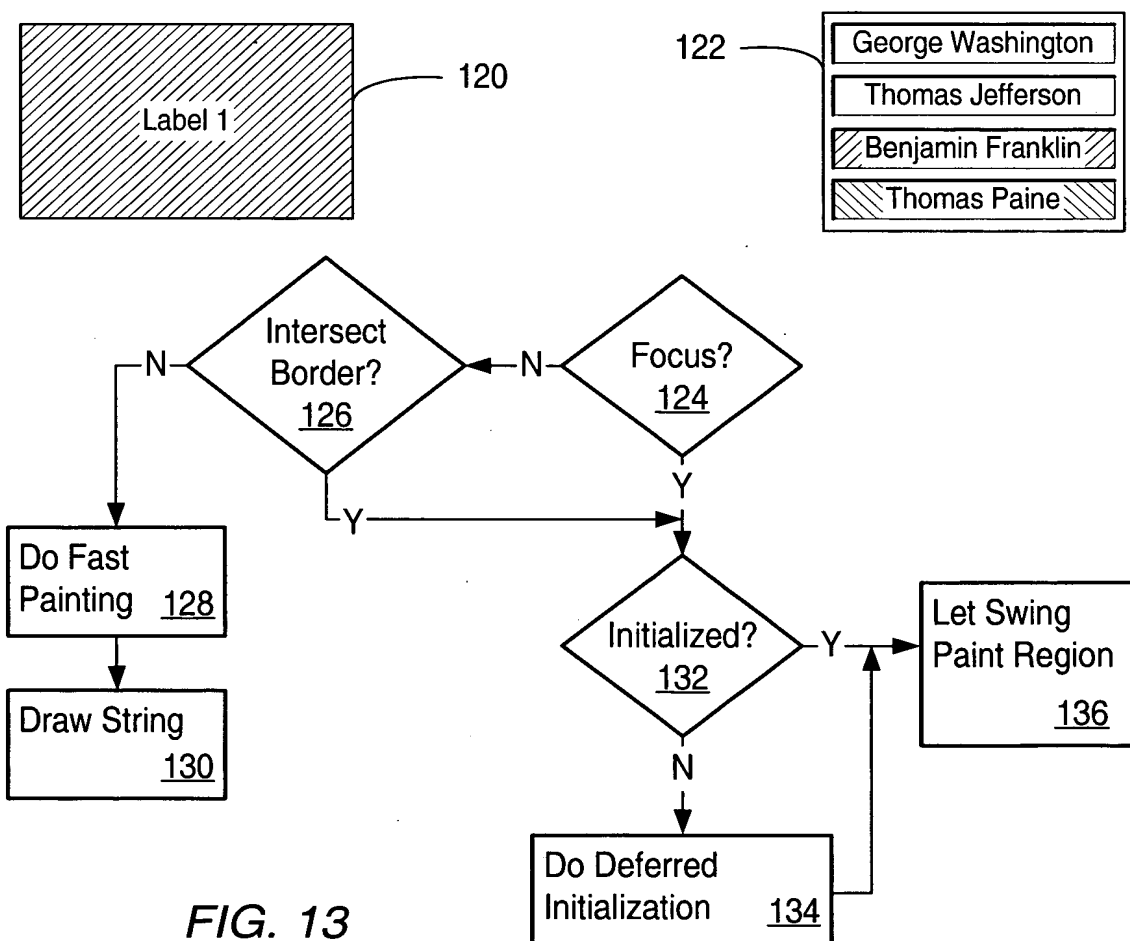 Label 1
120
122
George Washington
Thomas Jefferson
Benjamin Franklin
Thomas Paine
Intersect
Border?
126
N
N
Focus?
124
Y
Y
Do Fast
Painting 128
Draw String
130
Initialized?
132
Y
N
Let Swing
Paint Region
136
Do Deferred
Initialization 134
FIG. 13